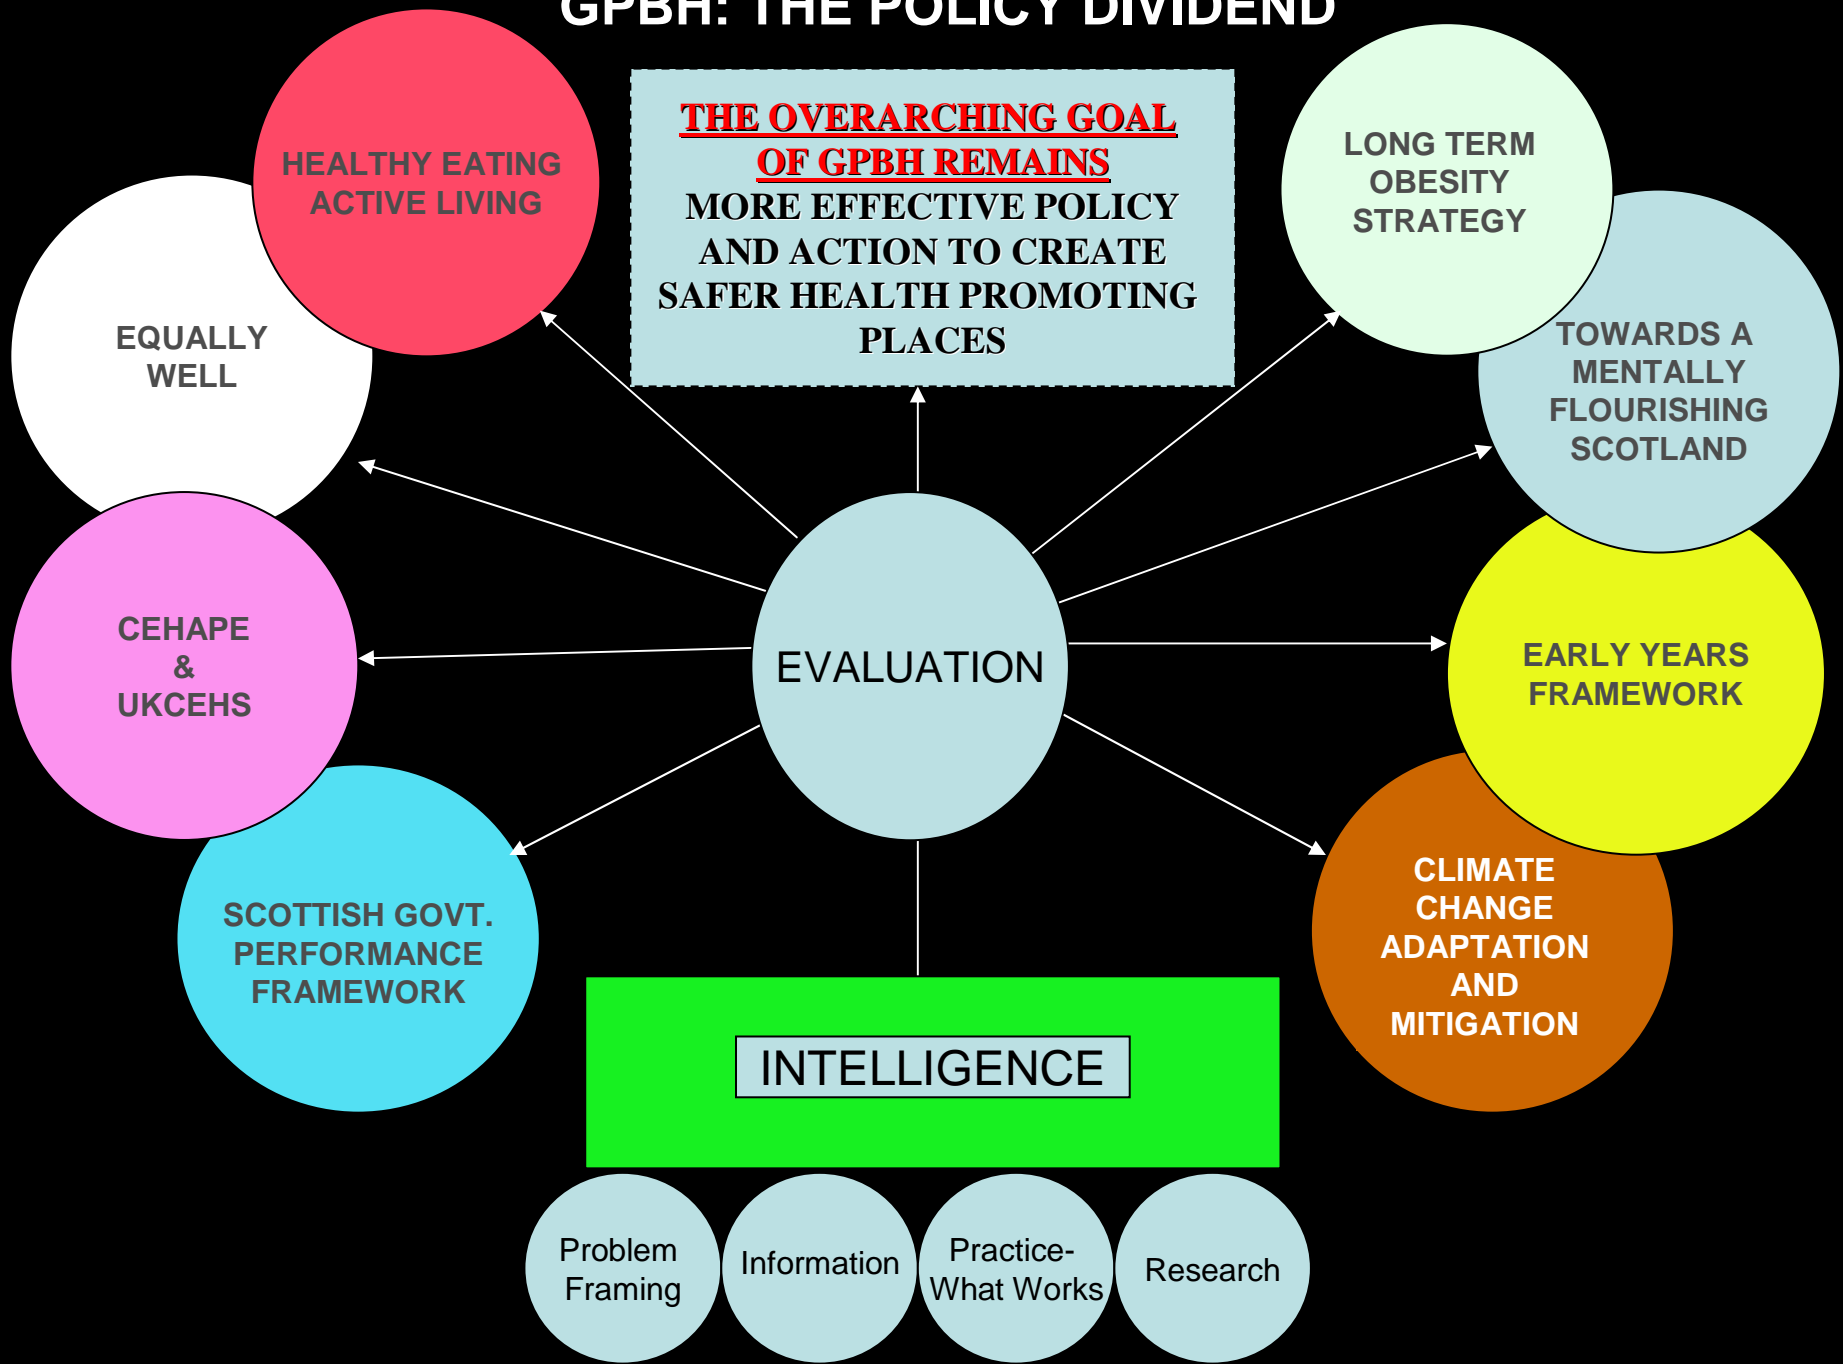 GPBH: THE POLICY DIVIDEND
THE OVERARCHING GOAL
OF GPBH REMAINS
MORE EFFECTIVE POLICY
AND ACTION TO CREATE
SAFER HEALTH PROMOTING
PLACES
HEALTHY EATING
ACTIVE LIVING
EQUALLY
WELL
CEHAPE
&
UKCEHS
SCOTTISH GOVT.
PERFORMANCE
FRAMEWORK
LONG TERM
OBESITY
STRATEGY
TOWARDS A
MENTALLY
FLOURISHING
SCOTLAND
EARLY YEARS
FRAMEWORK
CLIMATE
CHANGE
ADAPTATION
AND
MITIGATION
EVALUATION
INTELLIGENCE
Problem
Framing
Information
Practice-
What Works
Research